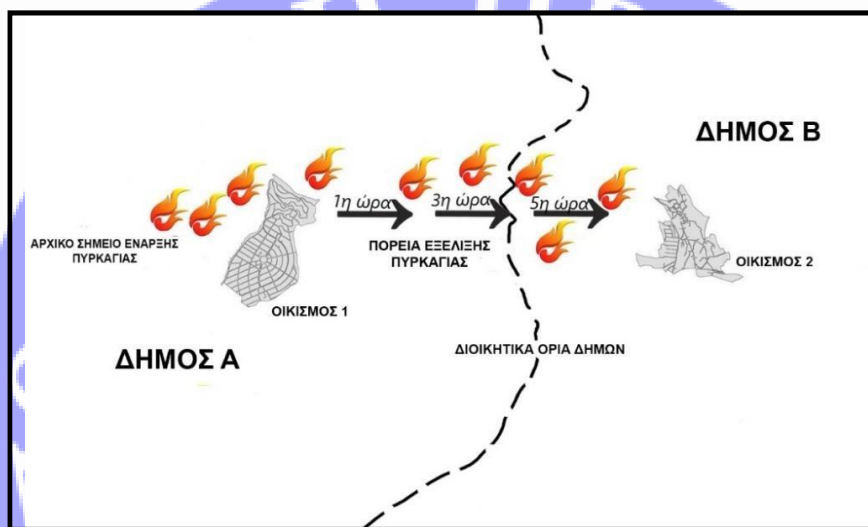 ΔΗΜΟΣ Β
1η ώρα
3η ώρα
5η ώρα
ΑΡΧΙΚΟ ΣΗΜΕΙΟ ΕΝΑΡΞΗΣ
ΠΥΡΚΑΓΙΑΣ
ΠΟΡΕΙΑ ΕΞΕΛΙΞΗΣ
ΠΥΡΚΑΓΙΑΣ
ΟΙΚΙΣΜΟΣ 2
ΟΙΚΙΣΜΟΣ 1
ΔΗΜΟΣ Α
ΔΙΟΙΚΗΤΙΚΑ ΟΡΙΑ ΔΗΜΩΝ